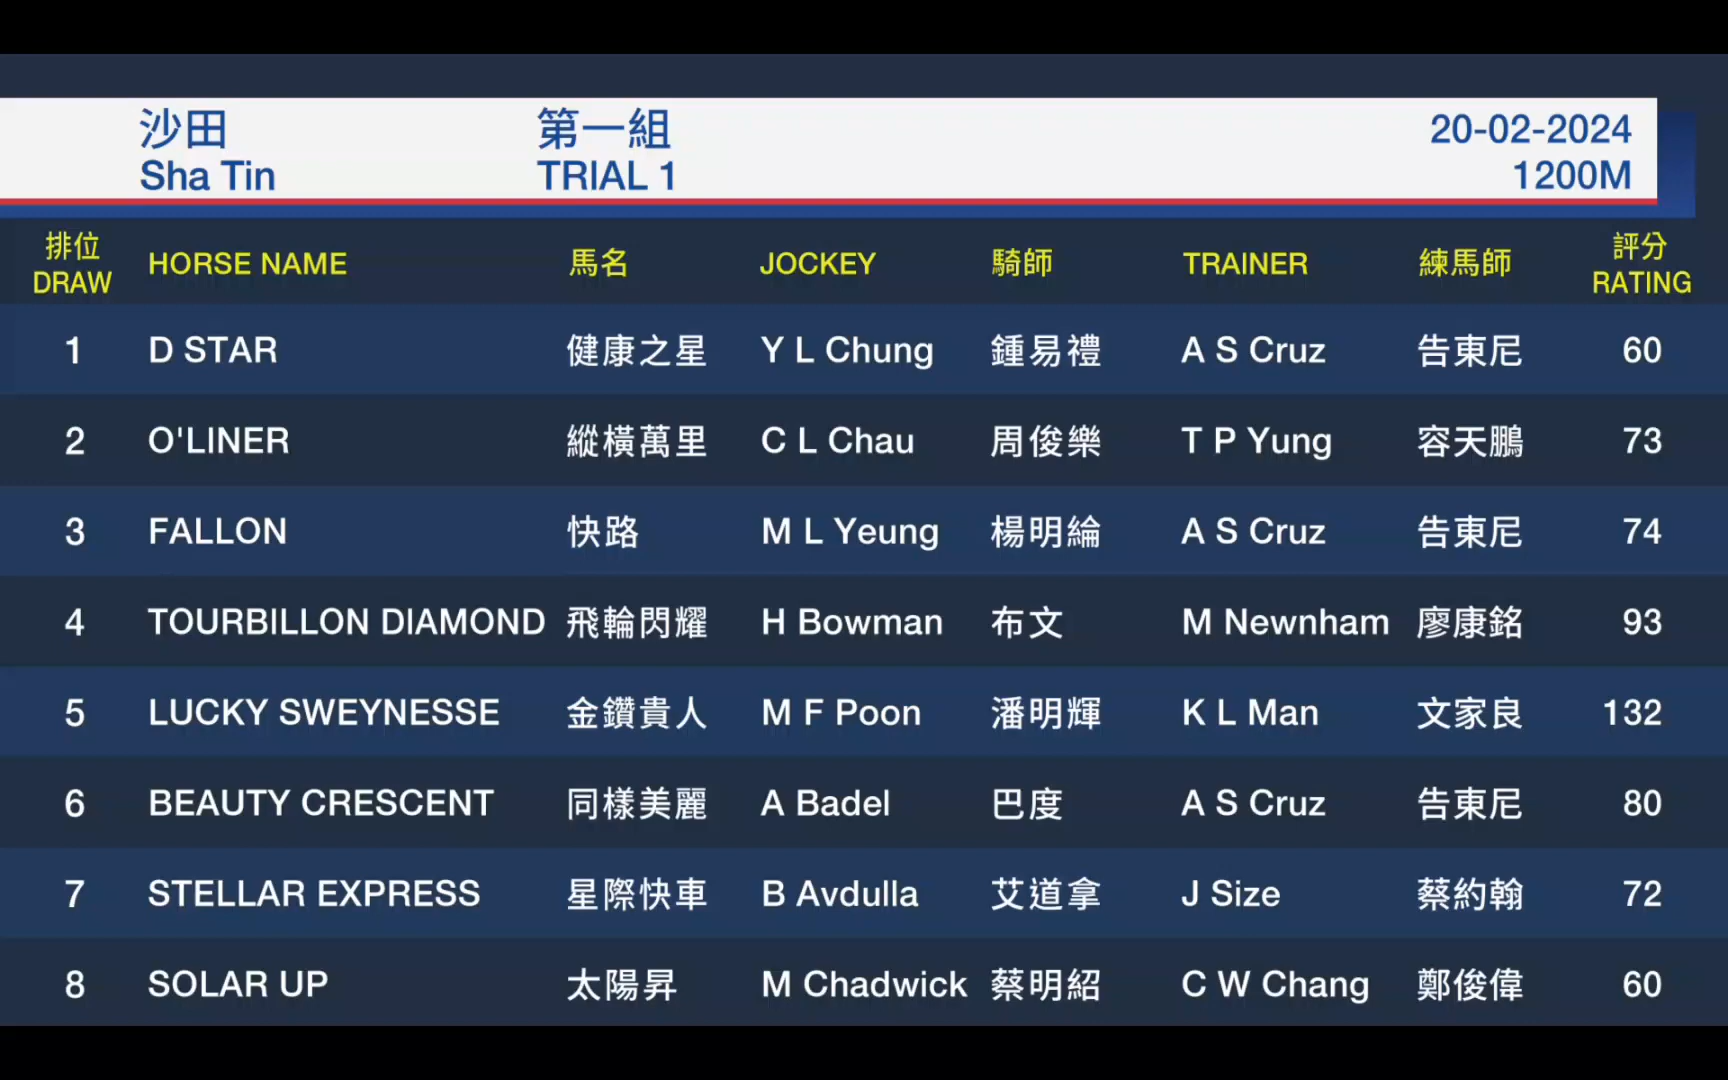 沙田 第一組 20-02-2024
Sha Tin TRIAL 1 1200M
排位 評分
DRAW HORSE NAME 馬名 JOCKEY 騎師 TRAINER 練馬師 RATING
1 D STAR 健康之星 Y L Chung 鍾易禮 A S Cruz 告東尼 60
2 O'LINER 縱橫萬里 C L Chau 周俊樂 T P Yung 容天鵬 73
3 FALLON 快路 M L Yeung 楊明綸 A S Cruz 告東尼 74
4 TOURBILLON DIAMOND 飛輪閃耀 H Bowman 布文 M Newnham 廖康銘 93
5 LUCKY SWEYNESSE 金鑽貴人 M F Poon 潘明輝 K L Man 文家良 132
6 BEAUTY CRESCENT 同樣美麗 A Badel 巴度 A S Cruz 告東尼 80
7 STELLAR EXPRESS 星際快車 B Avdulla 艾道拿 J Size 蔡約翰 72
8 SOLAR UP 太陽昇 M Chadwick 蔡明紹 C W Chang 鄭俊偉 60